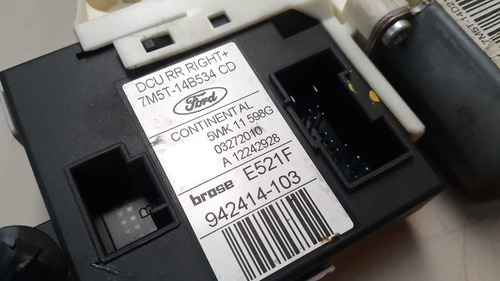 DCU RR RIGHT+
7M5T-14B534 CD
Ford
CONTINENTAL
5WK 11 598G
03272010
A 12242928
brose E521F
942414-103